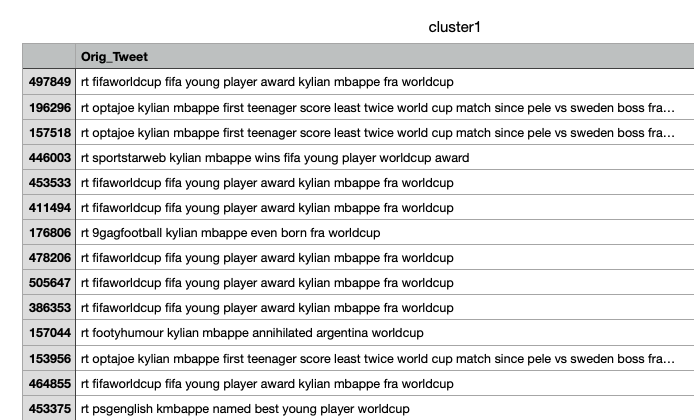 cluster1
Orig_Tweet
497849 rt fifaworldcup fifa young player award kylian mbappe fra worldcup
196296 rt optajoe kylian mbappe first teenager score least twice world cup match since pele vs sweden boss fra…
157518 rt optajoe kylian mbappe first teenager score least twice world cup match since pele vs sweden boss fra…
446003 rt sportstarweb kylian mbappe wins fifa young player worldcup award
453533 rt fifaworldcup fifa young player award kylian mbappe fra worldcup
411494 rt fifaworldcup fifa young player award kylian mbappe fra worldcup
176806 rt 9gagfootball kylian mbappe even born fra worldcup
478206 rt fifaworldcup fifa young player award kylian mbappe fra worldcup
505647 rt fifaworldcup fifa young player award kylian mbappe fra worldcup
386353 rt fifaworldcup fifa young player award kylian mbappe fra worldcup
157044 rt footyhumour kylian mbappe annihilated argentina worldcup
153956 rt optajoe kylian mbappe first teenager score least twice world cup match since pele vs sweden boss fra…
464855 rt fifaworldcup fifa young player award kylian mbappe fra worldcup
453375 rt psgenglish kmbappe named best young player worldcup